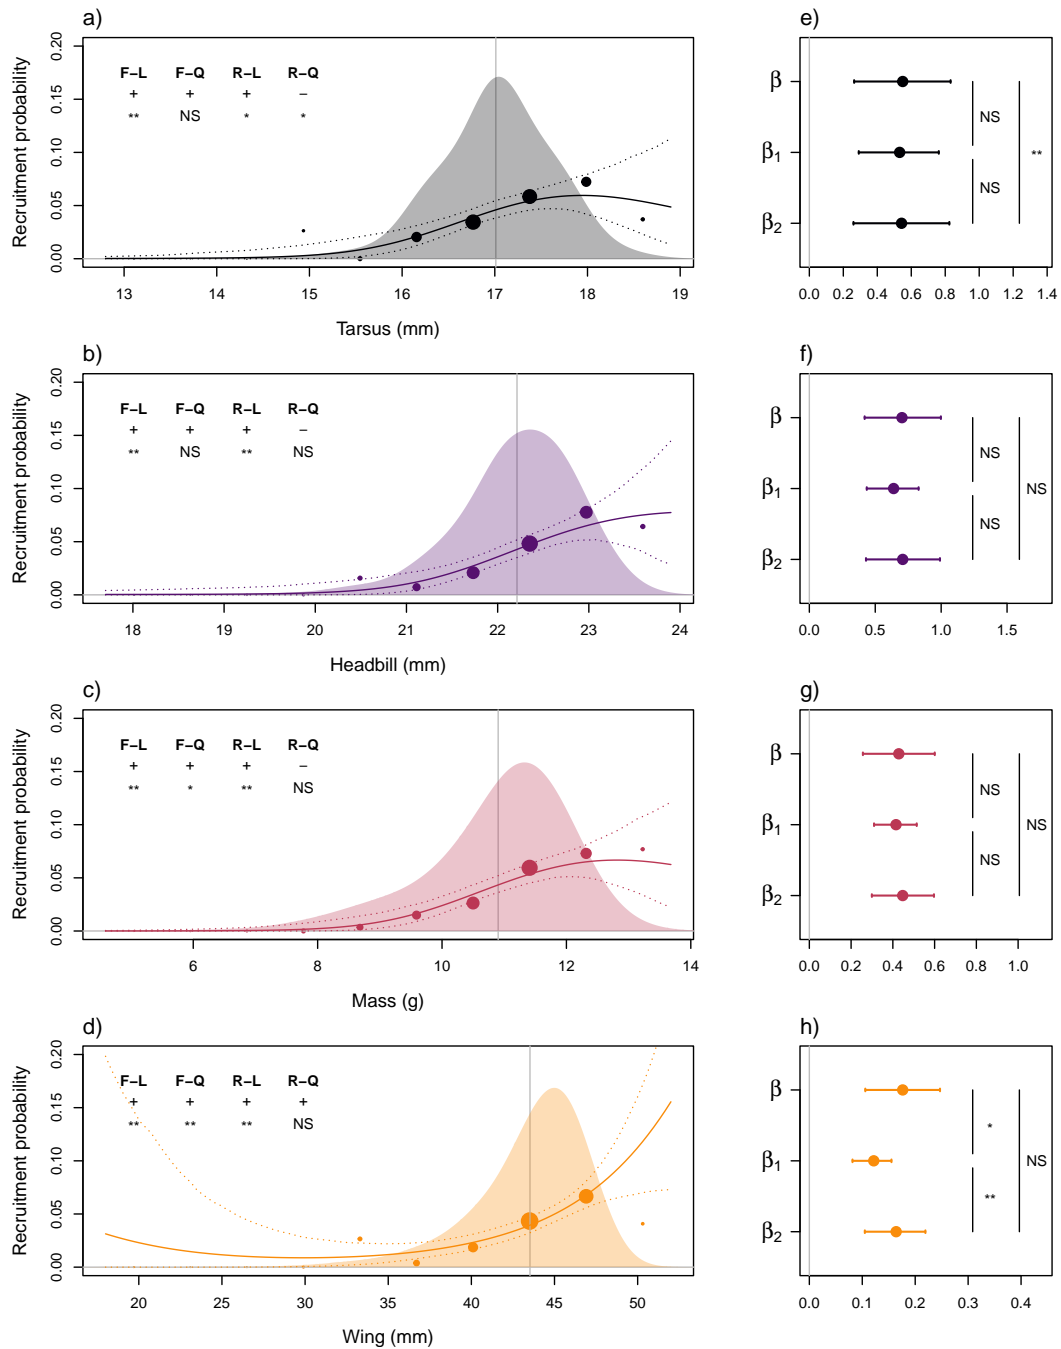 a)
Recruitment probability
0.00 0.05 0.10 0.15 0.20
F−L F−Q R−L R−Q
+ + + −
** NS * *
13 14 15 16 17 18 19
Tarsus (mm)
e)
β
β1
β2
NS
NS
**
0.0 0.2 0.4 0.6 0.8 1.0 1.2 1.4
b)
Recruitment probability
0.00 0.05 0.10 0.15 0.20
F−L F−Q R−L R−Q
+ + + −
** NS ** NS
18 19 20 21 22 23 24
Headbill (mm)
f)
β
β1
β2
NS
NS
NS
0.0 0.5 1.0 1.5
c)
Recruitment probability
0.00 0.05 0.10 0.15 0.20
F−L F−Q R−L R−Q
+ + + −
** * ** NS
6 8 10 12 14
Mass (g)
g)
β
β1
β2
NS
NS
NS
0.0 0.2 0.4 0.6 0.8 1.0
d)
Recruitment probability
0.00 0.05 0.10 0.15 0.20
F−L F−Q R−L R−Q
+ + + +
** ** ** NS
20 25 30 35 40 45 50
Wing (mm)
h)
β
β1
β2
*
**
NS
0.0 0.1 0.2 0.3 0.4